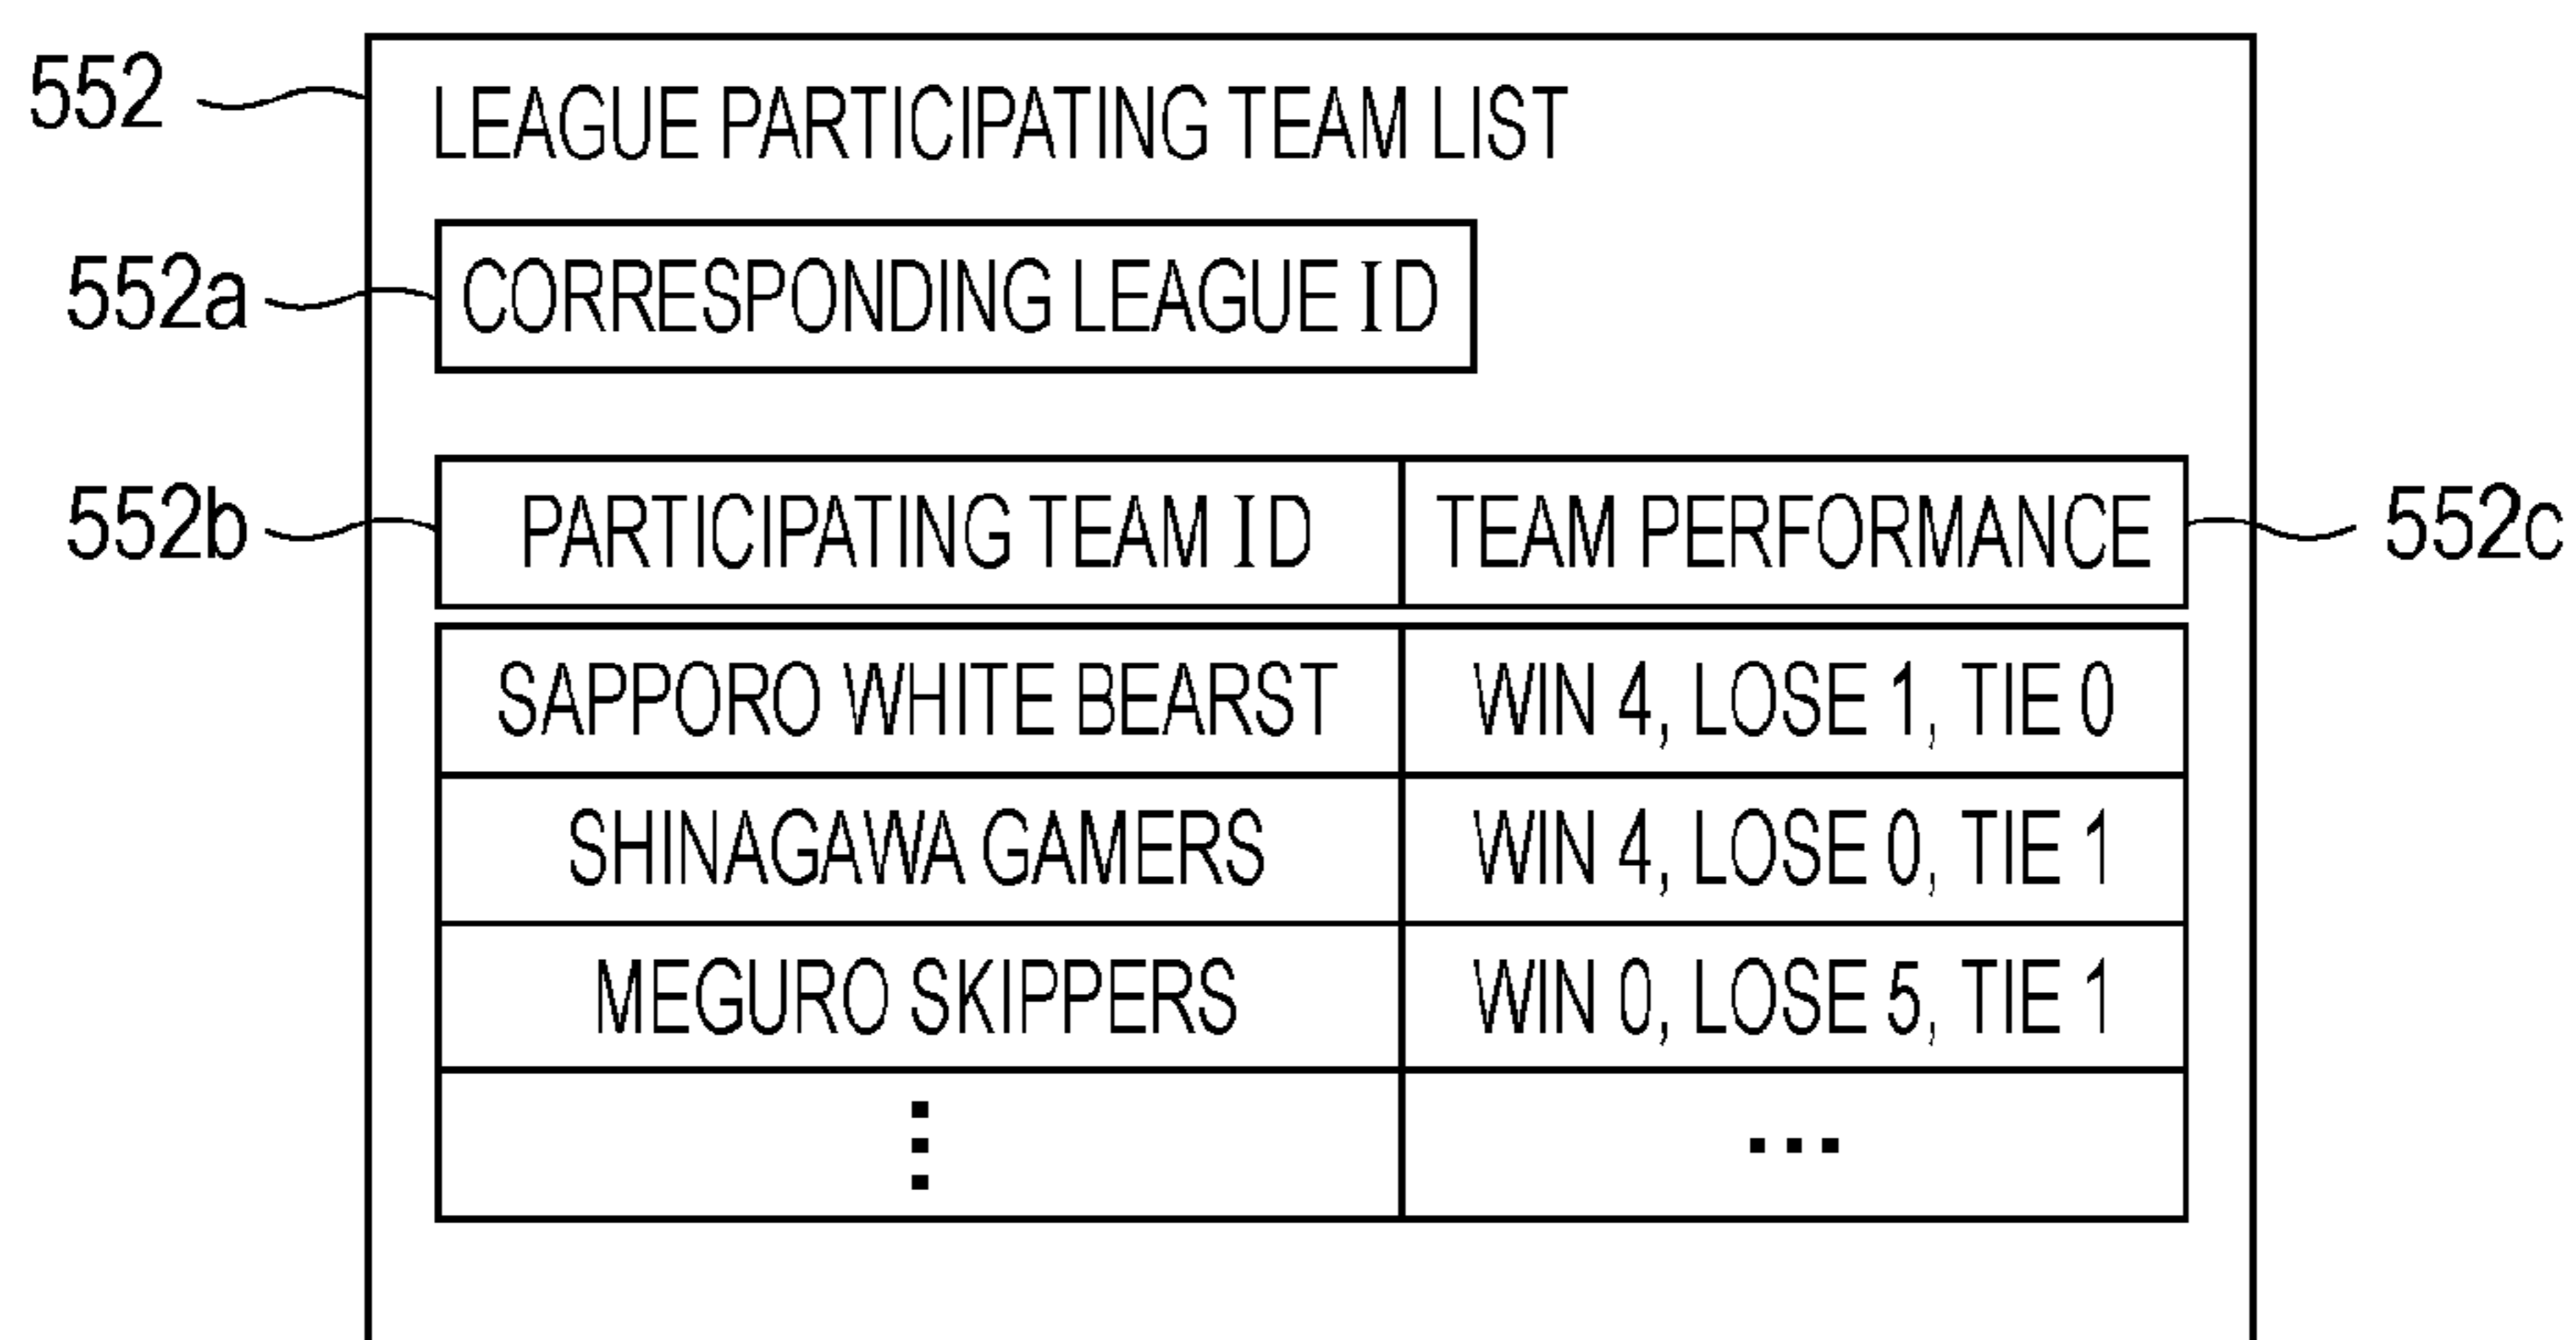 552 LEAGUE PARTICIPATING TEAM LIST
552a CORRESPONDING LEAGUE ID
552b PARTICIPATING TEAM ID TEAM PERFORMANCE 552c
SAPPORO WHITE BEARST WIN 4, LOSE 1, TIE 0
SHINAGAWA GAMERS WIN 4, LOSE 0, TIE 1
MEGURO SKIPPERS WIN 0, LOSE 5, TIE 1
⋮ ...